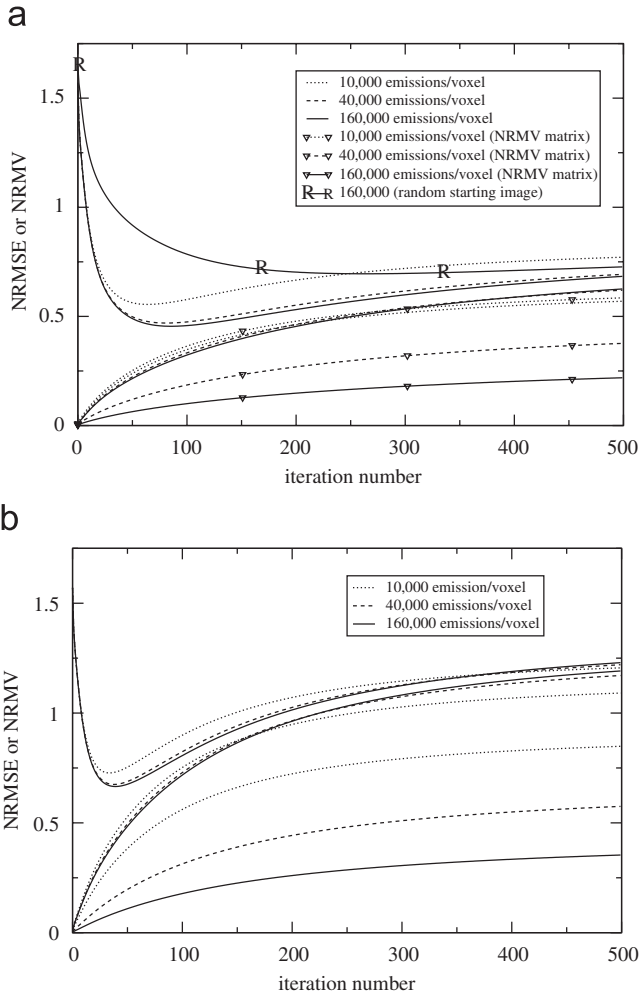 a
1.5
1
0.5
0
NRMSE or NRMV
10,000 emissions/voxel
40,000 emissions/voxel
160,000 emissions/voxel
10,000 emissions/voxel (NRMV matrix)
40,000 emissions/voxel (NRMV matrix)
160,000 emissions/voxel (NRMV matrix)
R R 160,000 (random starting image)
R
R
R
0 100 200 300 400 500
iteration number
b
1.5
1
0.5
0
NRMSE or NRMV
10,000 emission/voxel
40,000 emissions/voxel
160,000 emissions/voxel
0 100 200 300 400 500
iteration number